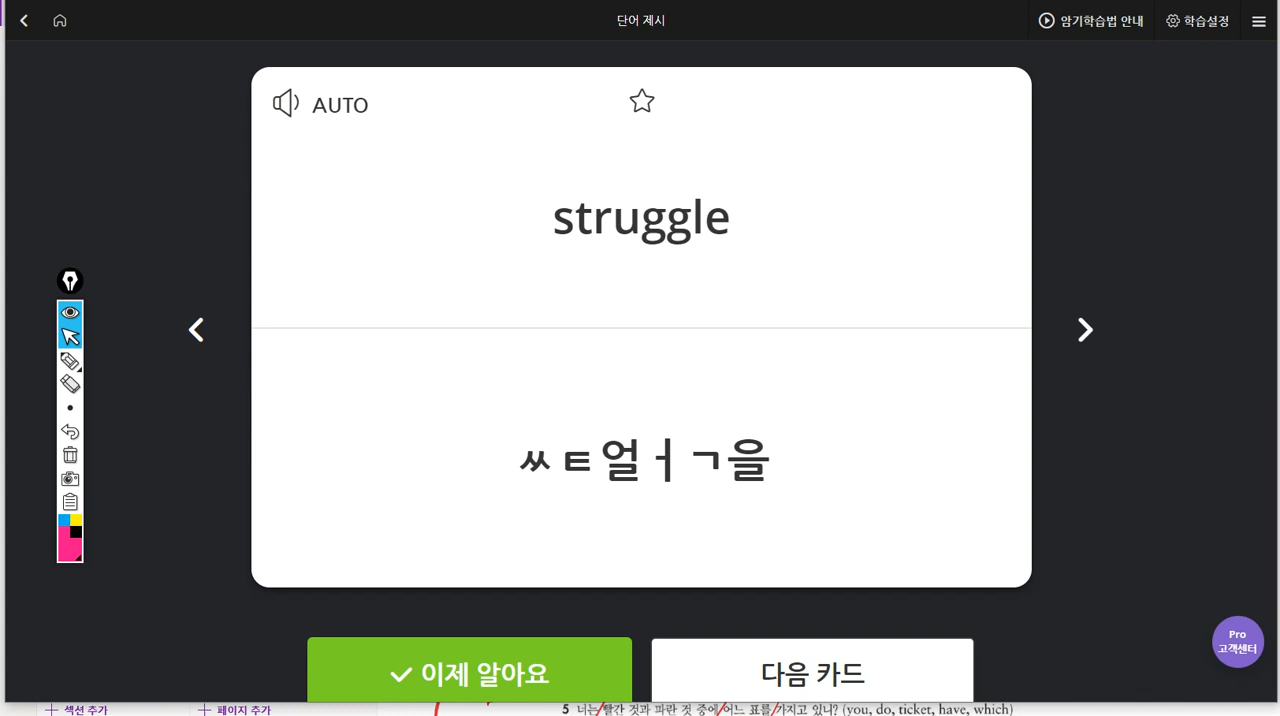 단어 제시
암기학습법 안내
학습설정
AUTO
struggle
ㅆㅌ얼ㅓㄱ을
이제 알아요
다음 카드
Pro
고객센터
섹션 추가
페이지 추가
5 너는/빨간 것과 파란 것 중에/어느 표를/가지고 있니? (you, do, ticket, have, which)